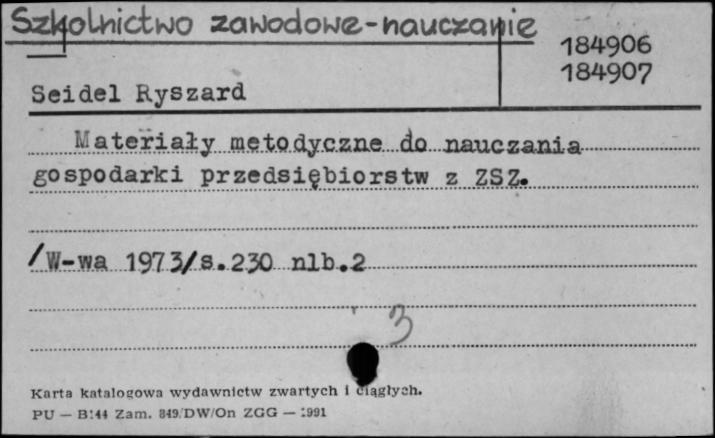 Szkolnictwo zawodowe-nauczanie
184906
184907
Seidel Ryszard
Materiały metodyczne do nauczania
gospodarki przedsiębiorstw z ZSZ.
/W-wa 1973/s.230 nlb.2
3
Karta katalogowa wydawnictw zwartych i ciągłych.
PU — B144 Zam. 849/DW/On ZGG — 1991